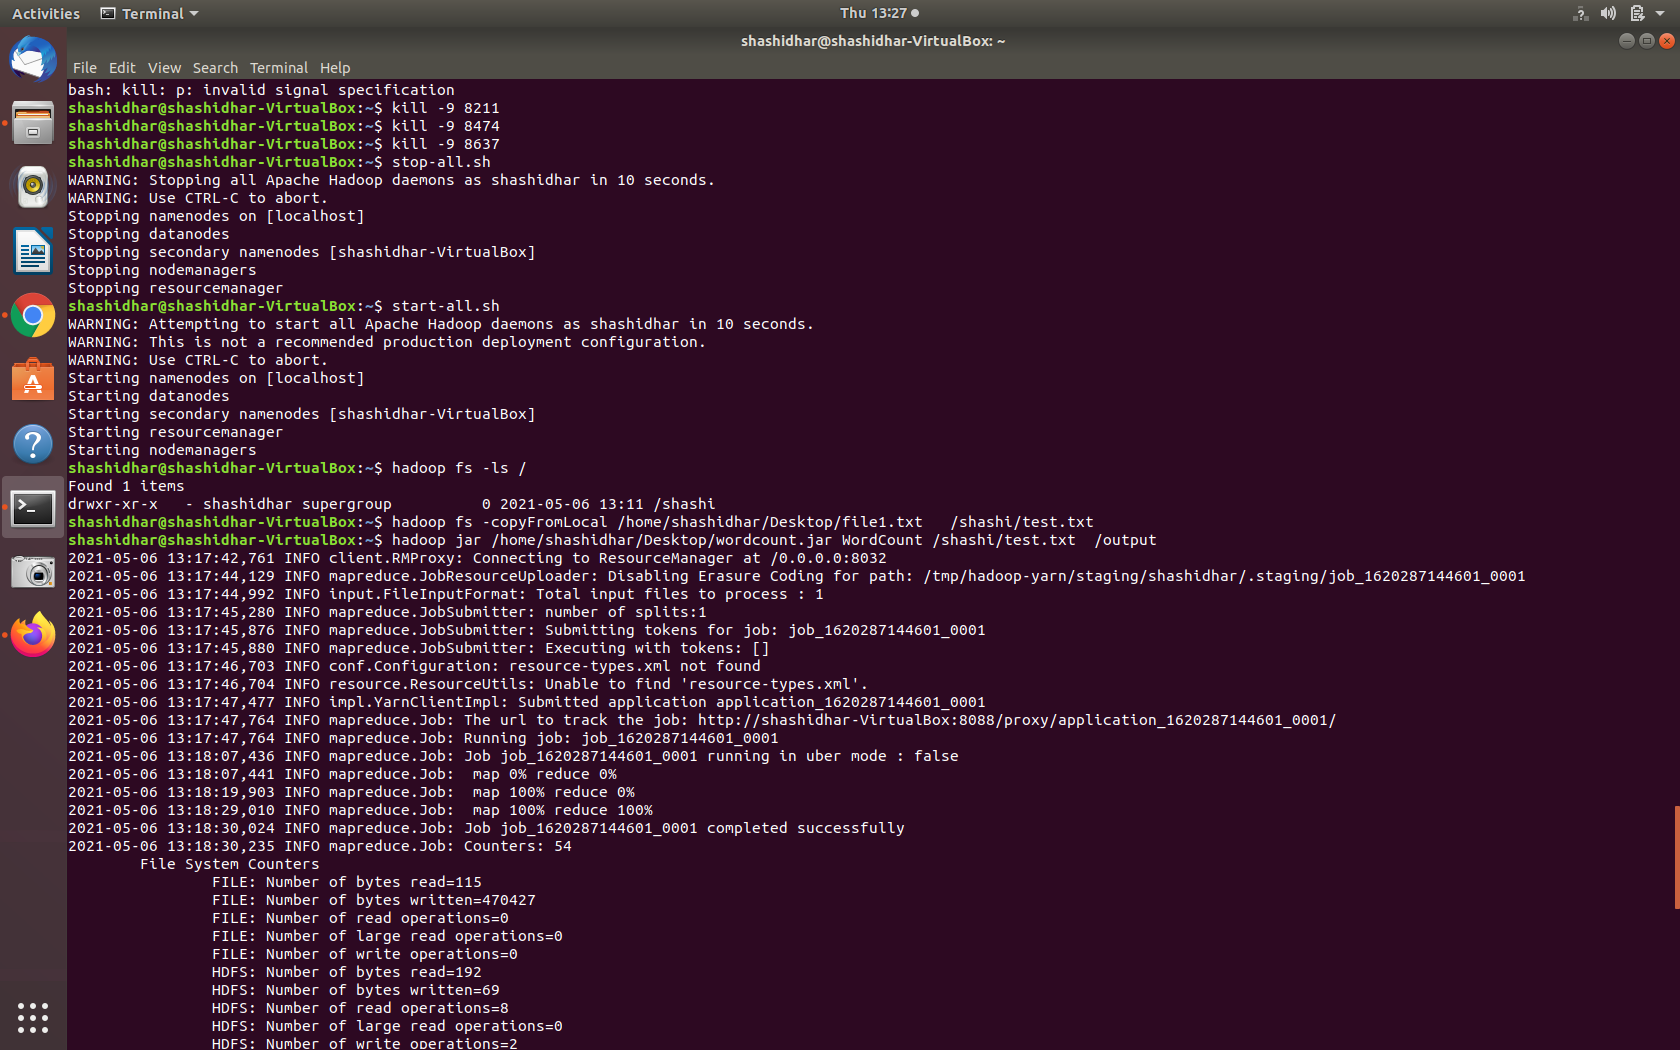 Activities Terminal Thu 13:27
shashidhar@shashidhar-VirtualBox: ~
File Edit View Search Terminal Help
bash: kill: p: invalid signal specification
shashidhar@shashidhar-VirtualBox:~$ kill -9 8211
shashidhar@shashidhar-VirtualBox:~$ kill -9 8474
shashidhar@shashidhar-VirtualBox:~$ kill -9 8637
shashidhar@shashidhar-VirtualBox:~$ stop-all.sh
WARNING: Stopping all Apache Hadoop daemons as shashidhar in 10 seconds.
WARNING: Use CTRL-C to abort.
Stopping namenodes on [localhost]
Stopping datanodes
Stopping secondary namenodes [shashidhar-VirtualBox]
Stopping nodemanagers
Stopping resourcemanager
shashidhar@shashidhar-VirtualBox:~$ start-all.sh
WARNING: Attempting to start all Apache Hadoop daemons as shashidhar in 10 seconds.
WARNING: This is not a recommended production deployment configuration.
WARNING: Use CTRL-C to abort.
Starting namenodes on [localhost]
Starting datanodes
Starting secondary namenodes [shashidhar-VirtualBox]
Starting resourcemanager
Starting nodemanagers
shashidhar@shashidhar-VirtualBox:~$ hadoop fs -ls /
Found 1 items
drwxr-xr-x   - shashidhar supergroup          0 2021-05-06 13:11 /shashi
shashidhar@shashidhar-VirtualBox:~$ hadoop fs -copyFromLocal /home/shashidhar/Desktop/file1.txt   /shashi/test.txt
shashidhar@shashidhar-VirtualBox:~$ hadoop jar /home/shashidhar/Desktop/wordcount.jar WordCount /shashi/test.txt  /output
2021-05-06 13:17:42,761 INFO client.RMProxy: Connecting to ResourceManager at /0.0.0.0:8032
2021-05-06 13:17:44,129 INFO mapreduce.JobResourceUploader: Disabling Erasure Coding for path: /tmp/hadoop-yarn/staging/shashidhar/.staging/job_1620287144601_0001
2021-05-06 13:17:44,992 INFO input.FileInputFormat: Total input files to process : 1
2021-05-06 13:17:45,280 INFO mapreduce.JobSubmitter: number of splits:1
2021-05-06 13:17:45,876 INFO mapreduce.JobSubmitter: Submitting tokens for job: job_1620287144601_0001
2021-05-06 13:17:45,880 INFO mapreduce.JobSubmitter: Executing with tokens: []
2021-05-06 13:17:46,703 INFO conf.Configuration: resource-types.xml not found
2021-05-06 13:17:46,704 INFO resource.ResourceUtils: Unable to find 'resource-types.xml'.
2021-05-06 13:17:47,477 INFO impl.YarnClientImpl: Submitted application application_1620287144601_0001
2021-05-06 13:17:47,764 INFO mapreduce.Job: The url to track the job: http://shashidhar-VirtualBox:8088/proxy/application_1620287144601_0001/
2021-05-06 13:17:47,764 INFO mapreduce.Job: Running job: job_1620287144601_0001
2021-05-06 13:18:07,436 INFO mapreduce.Job: Job job_1620287144601_0001 running in uber mode : false
2021-05-06 13:18:07,441 INFO mapreduce.Job:  map 0% reduce 0%
2021-05-06 13:18:19,903 INFO mapreduce.Job:  map 100% reduce 0%
2021-05-06 13:18:29,010 INFO mapreduce.Job:  map 100% reduce 100%
2021-05-06 13:18:30,024 INFO mapreduce.Job: Job job_1620287144601_0001 completed successfully
2021-05-06 13:18:30,235 INFO mapreduce.Job: Counters: 54
File System Counters
FILE: Number of bytes read=115
FILE: Number of bytes written=470427
FILE: Number of read operations=0
FILE: Number of large read operations=0
FILE: Number of write operations=0
HDFS: Number of bytes read=192
HDFS: Number of bytes written=69
HDFS: Number of read operations=8
HDFS: Number of large read operations=0
HDFS: Number of write operations=2